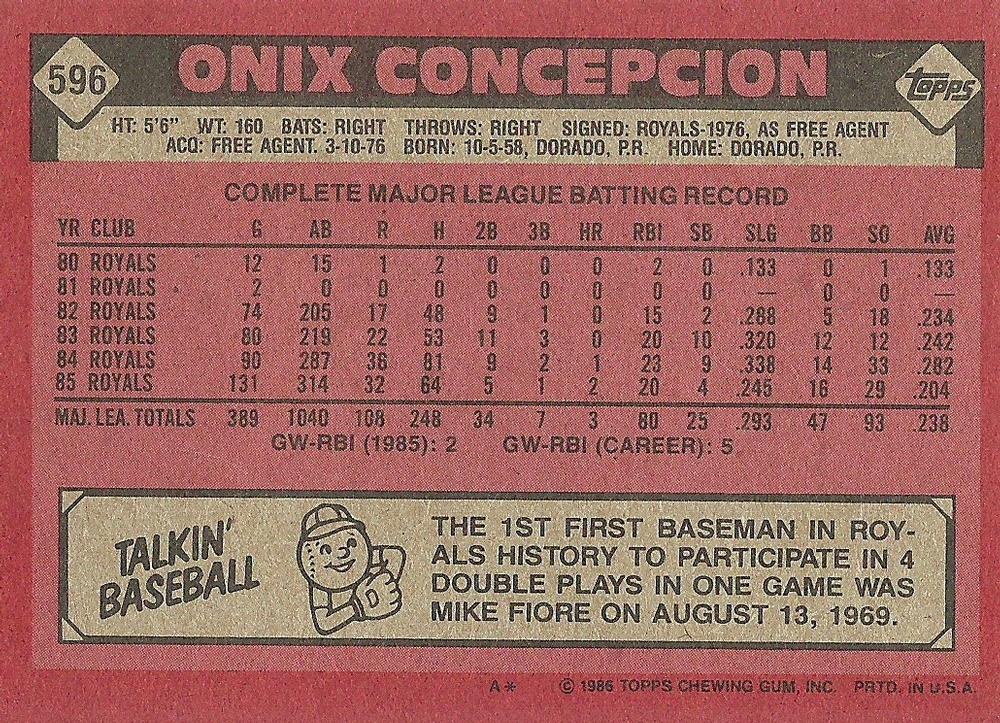 596
ONIX CONCEPCION
Topps
HT: 5'6" WT: 160 BATS: RIGHT THROWS: RIGHT SIGNED: ROYALS-1976, AS FREE AGENT
ACQ: FREE AGENT. 3-10-76 BORN: 10-5-58, DORADO, P.R. HOME: DORADO, P.R.
COMPLETE MAJOR LEAGUE BATTING RECORD
YR CLUB G AB R H 2B 3B HR RBI SB SLG BB SO AVG
80 ROYALS 12 15 1 2 0 0 0 2 0 .133 0 1 .133
81 ROYALS 2 0 0 0 0 0 0 0 0 — 0 0 —
82 ROYALS 74 205 17 48 9 1 0 15 2 .288 5 18 .234
83 ROYALS 80 219 22 53 11 3 0 20 10 .320 12 12 .242
84 ROYALS 90 287 36 81 9 2 1 23 9 .338 14 33 .282
85 ROYALS 131 314 32 64 5 1 2 20 4 .245 16 29 .204
MAJ. LEA. TOTALS 389 1040 108 248 34 7 3 80 25 .293 47 93 .238
GW-RBI (1985): 2 GW-RBI (CAREER): 5
TALKIN'
BASEBALL
THE 1ST FIRST BASEMAN IN ROY-
ALS HISTORY TO PARTICIPATE IN 4
DOUBLE PLAYS IN ONE GAME WAS
MIKE FIORE ON AUGUST 13, 1969.
A* © 1986 TOPPS CHEWING GUM, INC. PRTD. IN U.S.A.